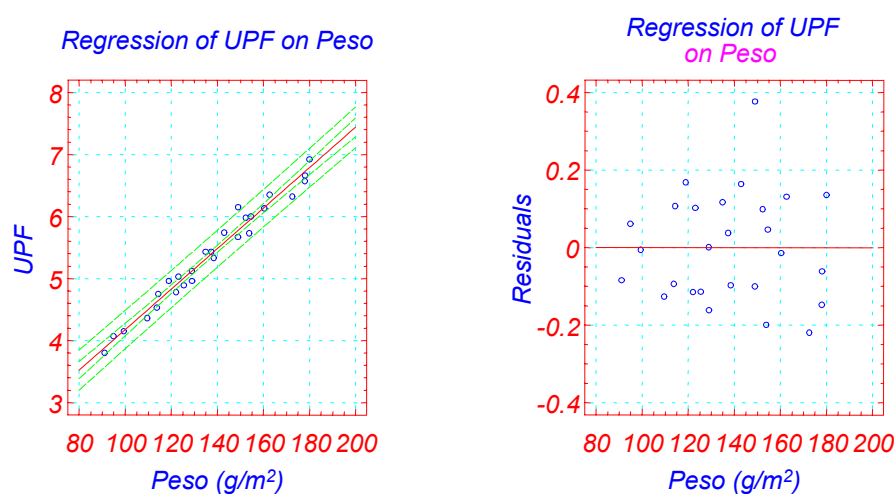 Regression of UPF on Peso
8
7
6
5
4
3
UPF
80 100 120 140 160 180 200
Peso (g/m²)
Regression of UPF
on Peso
0.4
0.2
0
-0.2
-0.4
Residuals
80 100 120 140 160 180 200
Peso (g/m²)